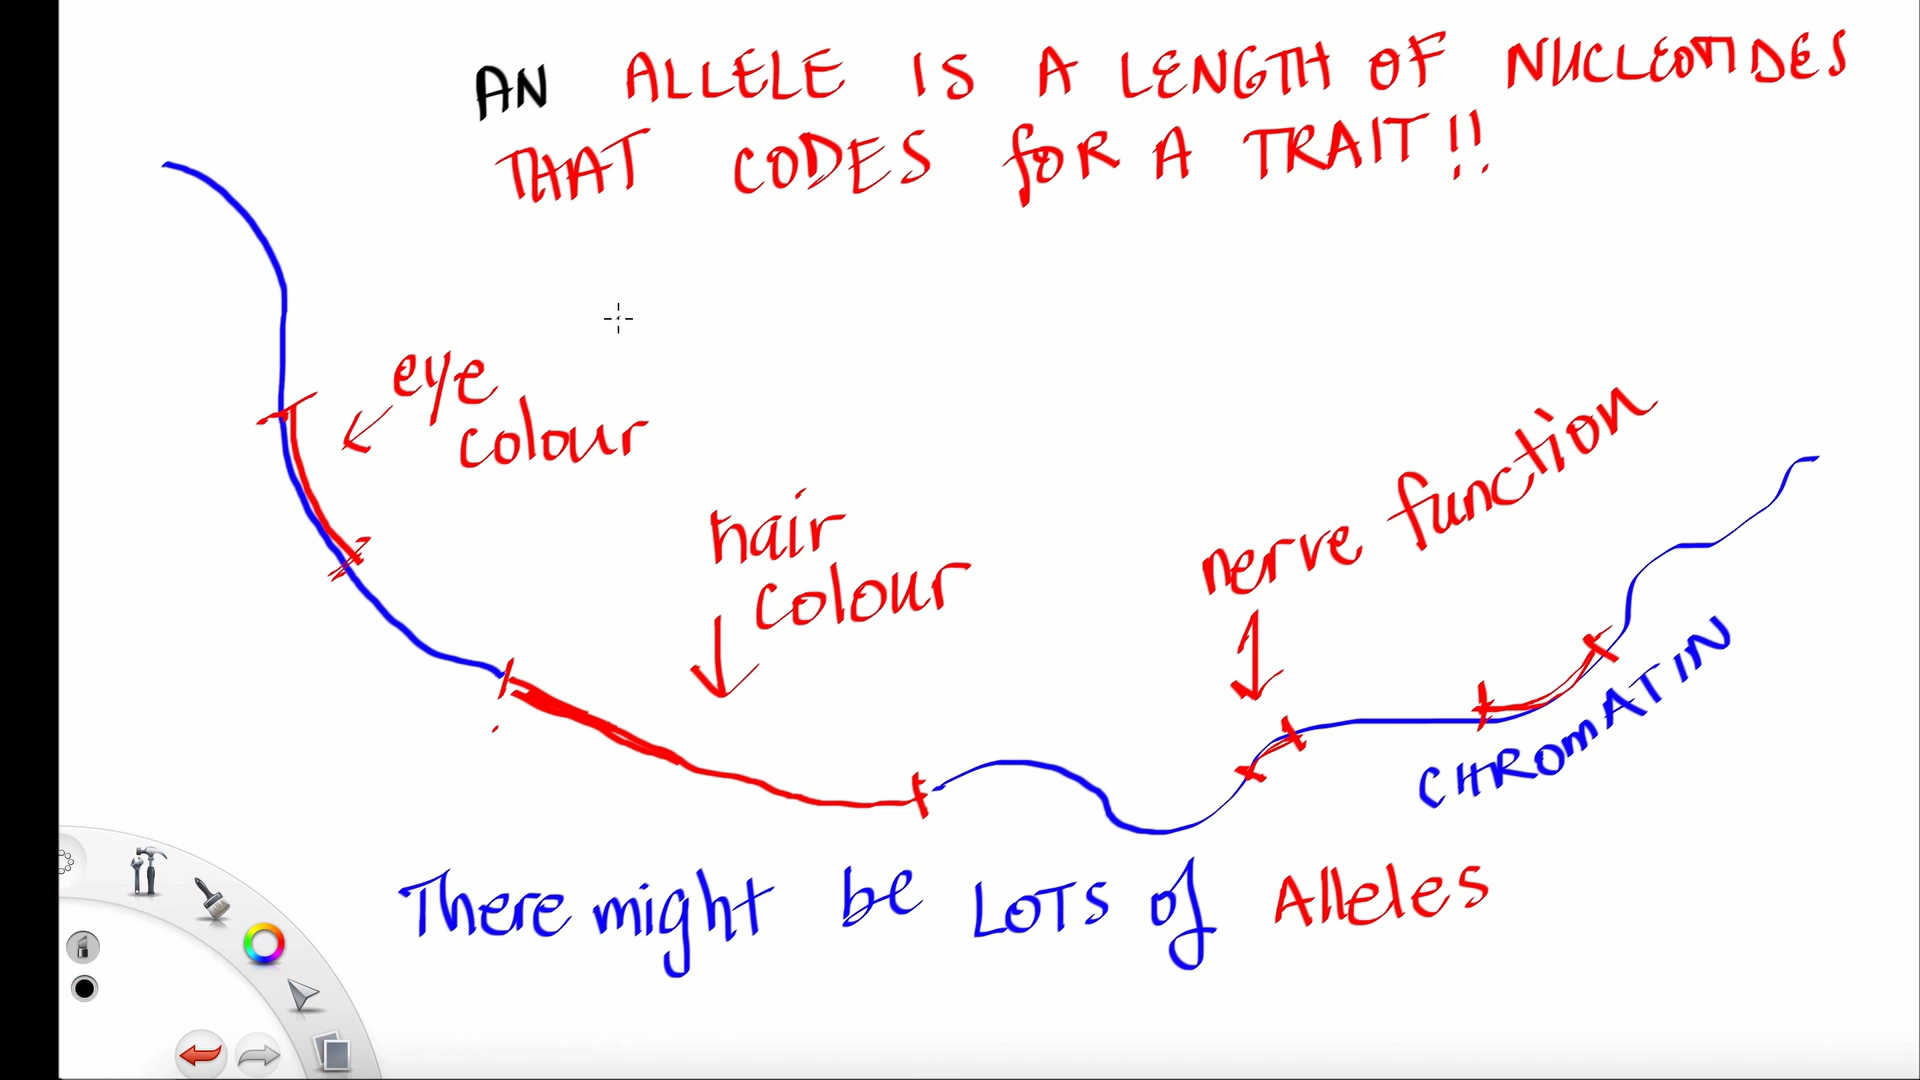 AN ALLELE IS A LENGTH OF NUCLEOTIDES
THAT CODES foR A TRAIT!!
eye
colour
hair
colour
nerve function
CHROMATIN
There might be LOTS of Alleles